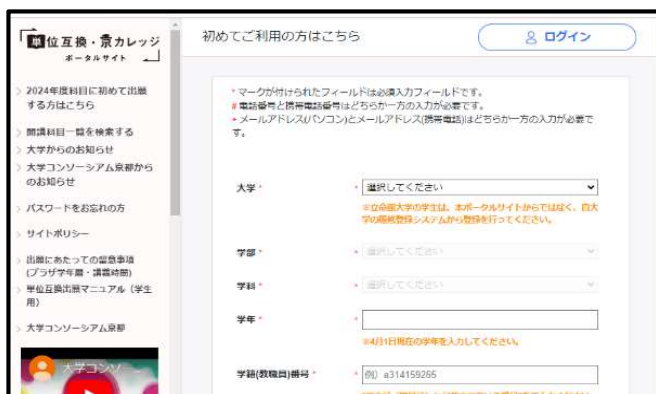 単位互換・京カレッジ
ポータルサイト
2024年度科目に初めて出願
する方はこちら
開講科目一覧を検索する
大学からのお知らせ
大学コンソーシアム京都から
のお知らせ
パスワードをお忘れの方
サイトポリシー
出願にあたっての留意事項
(プラザ学年暦・講義時間)
単位互換出願マニュアル（学生
用）
大学コンソーシアム京都
大学コンソー
初めてご利用の方はこちら
ログイン
* マークが付けられたフィールドは必須入力フィールドです。
# 電話番号と携帯電話番号はどちらか一方の入力が必要です。
+ メールアドレス(パソコン)とメールアドレス(携帯電話)はどちらか一方の入力が必要で
す。
大学 *
* 選択してください
※立命館大学の学生は、本ポータルサイトからではなく、自大
学の履修登録システムから登録を行ってください。
学部 *
* 選択してください
学科 *
* 選択してください
学年 *
*
※4月1日現在の学年を入力してください。
学籍(教職員)番号 *
* 例）a314159265